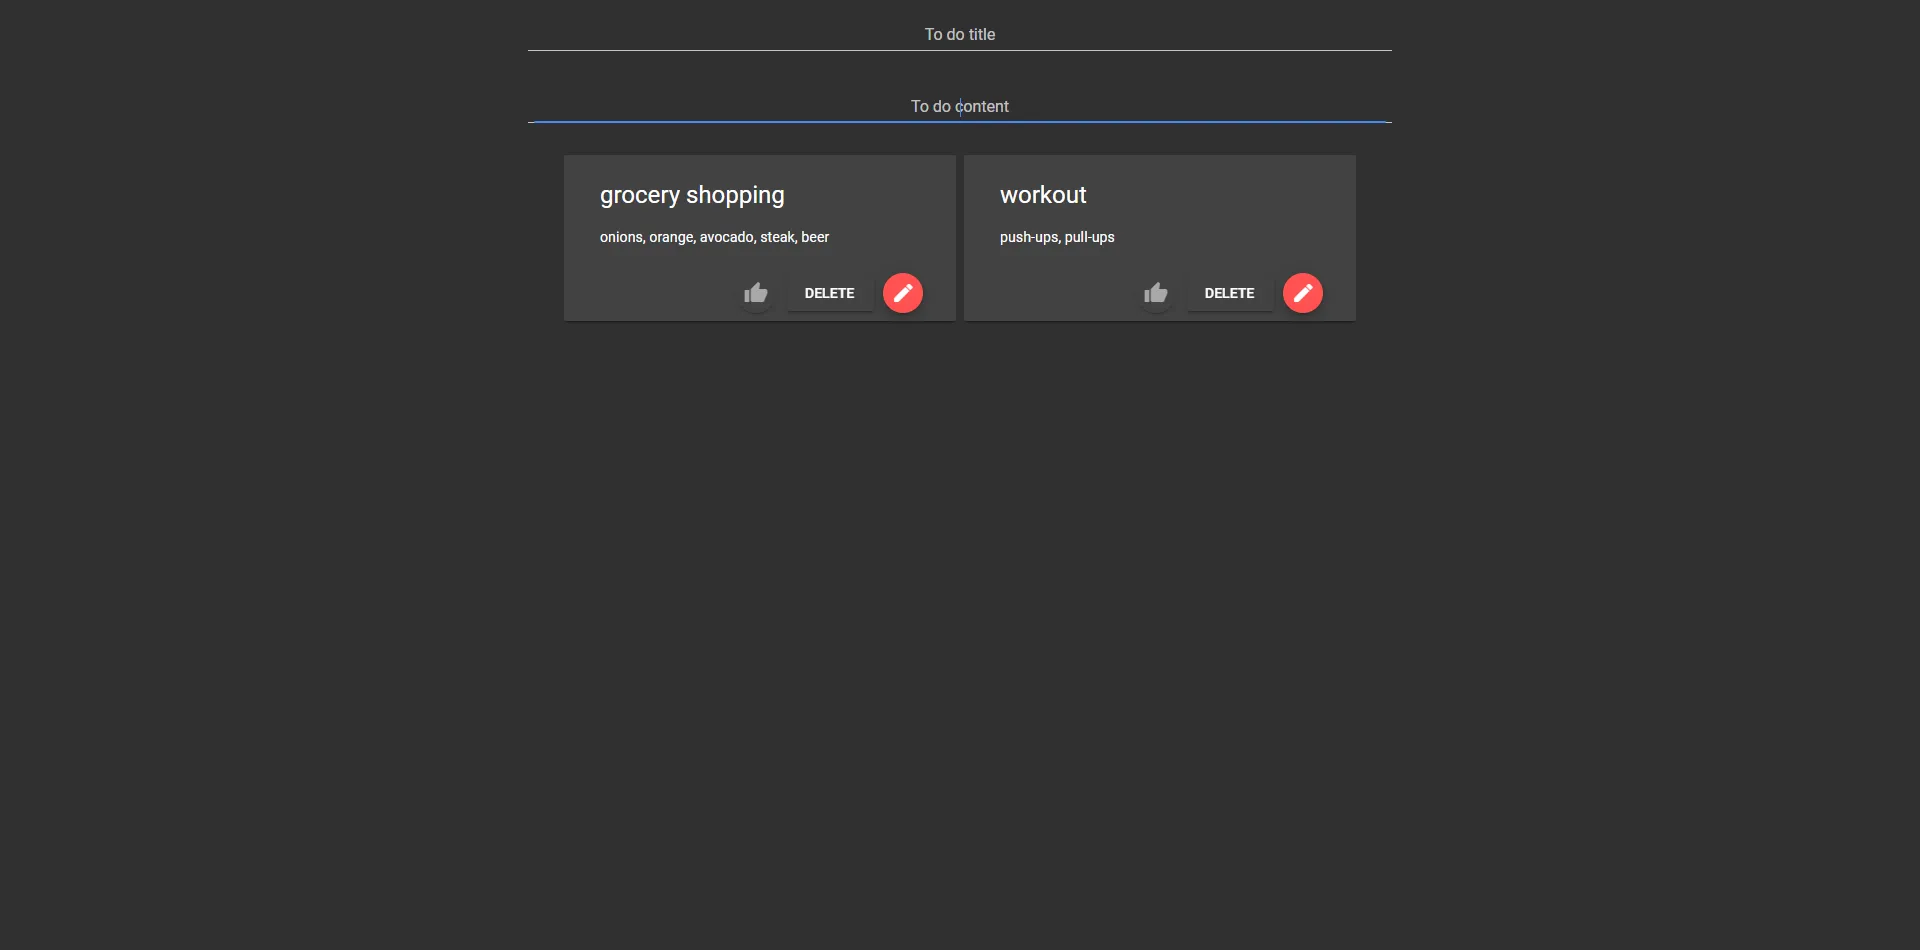 To do title
To do content
grocery shopping
onions, orange, avocado, steak, beer
DELETE
workout
push-ups, pull-ups
DELETE